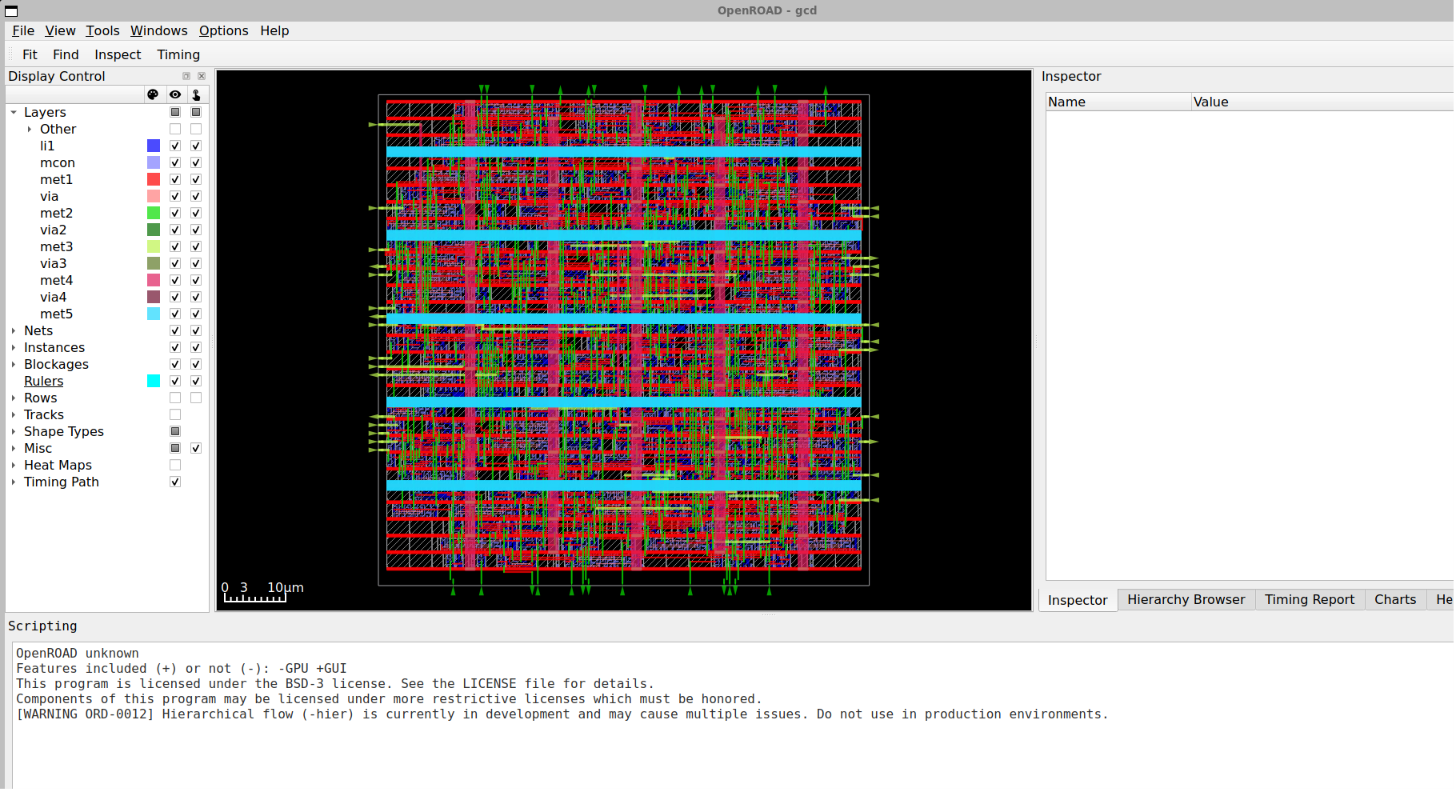 OpenROAD - gcd
File View Tools Windows Options Help
Fit Find Inspect Timing
Display Control
Layers
Other
li1
mcon
met1
via
met2
via2
met3
via3
met4
via4
met5
Nets
Instances
Blockages
Rulers
Rows
Tracks
Shape Types
Misc
Heat Maps
Timing Path
0 3 10μm
Inspector
Name Value
Inspector Hierarchy Browser Timing Report Charts He
Scripting
OpenROAD unknown
Features included (+) or not (-): -GPU +GUI
This program is licensed under the BSD-3 license. See the LICENSE file for details.
Components of this program may be licensed under more restrictive licenses which must be honored.
[WARNING ORD-0012] Hierarchical flow (-hier) is currently in development and may cause multiple issues. Do not use in production environments.